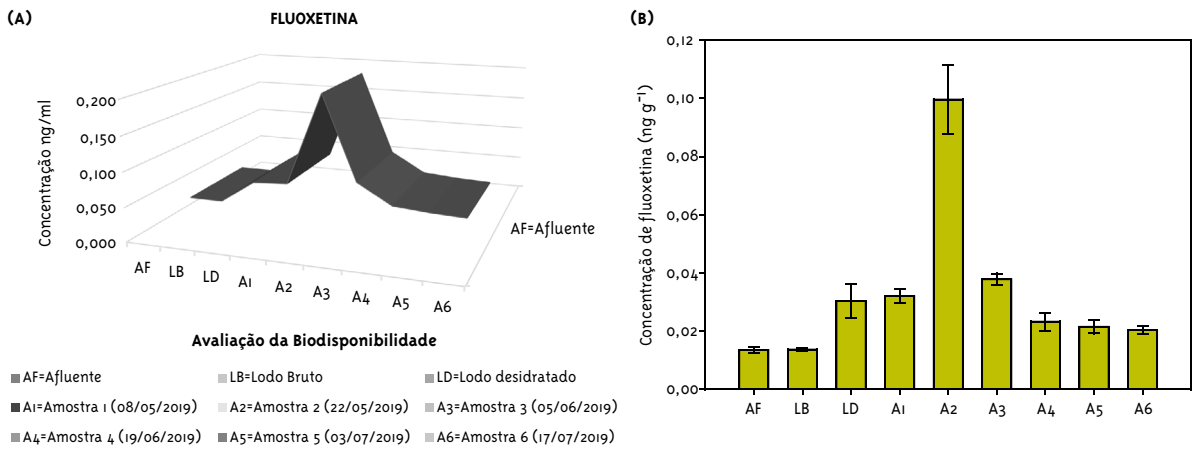 (A)
FLUOXETINA
Concentração ng/ml
0,200
0,150
0,100
0,050
0,000
AF LB LD A1 A2 A3 A4 A5 A6
AF=Afluente
Avaliação da Biodisponibilidade
AF=Afluente LB=Lodo Bruto LD=Lodo desidratado
A1=Amostra 1 (08/05/2019) A2=Amostra 2 (22/05/2019) A3=Amostra 3 (05/06/2019)
A4=Amostra 4 (19/06/2019) A5=Amostra 5 (03/07/2019) A6=Amostra 6 (17/07/2019)
(B)
Concentração de fluoxetina (ng g⁻¹)
0,12
0,10
0,08
0,06
0,04
0,02
0,00
AF LB LD A1 A2 A3 A4 A5 A6